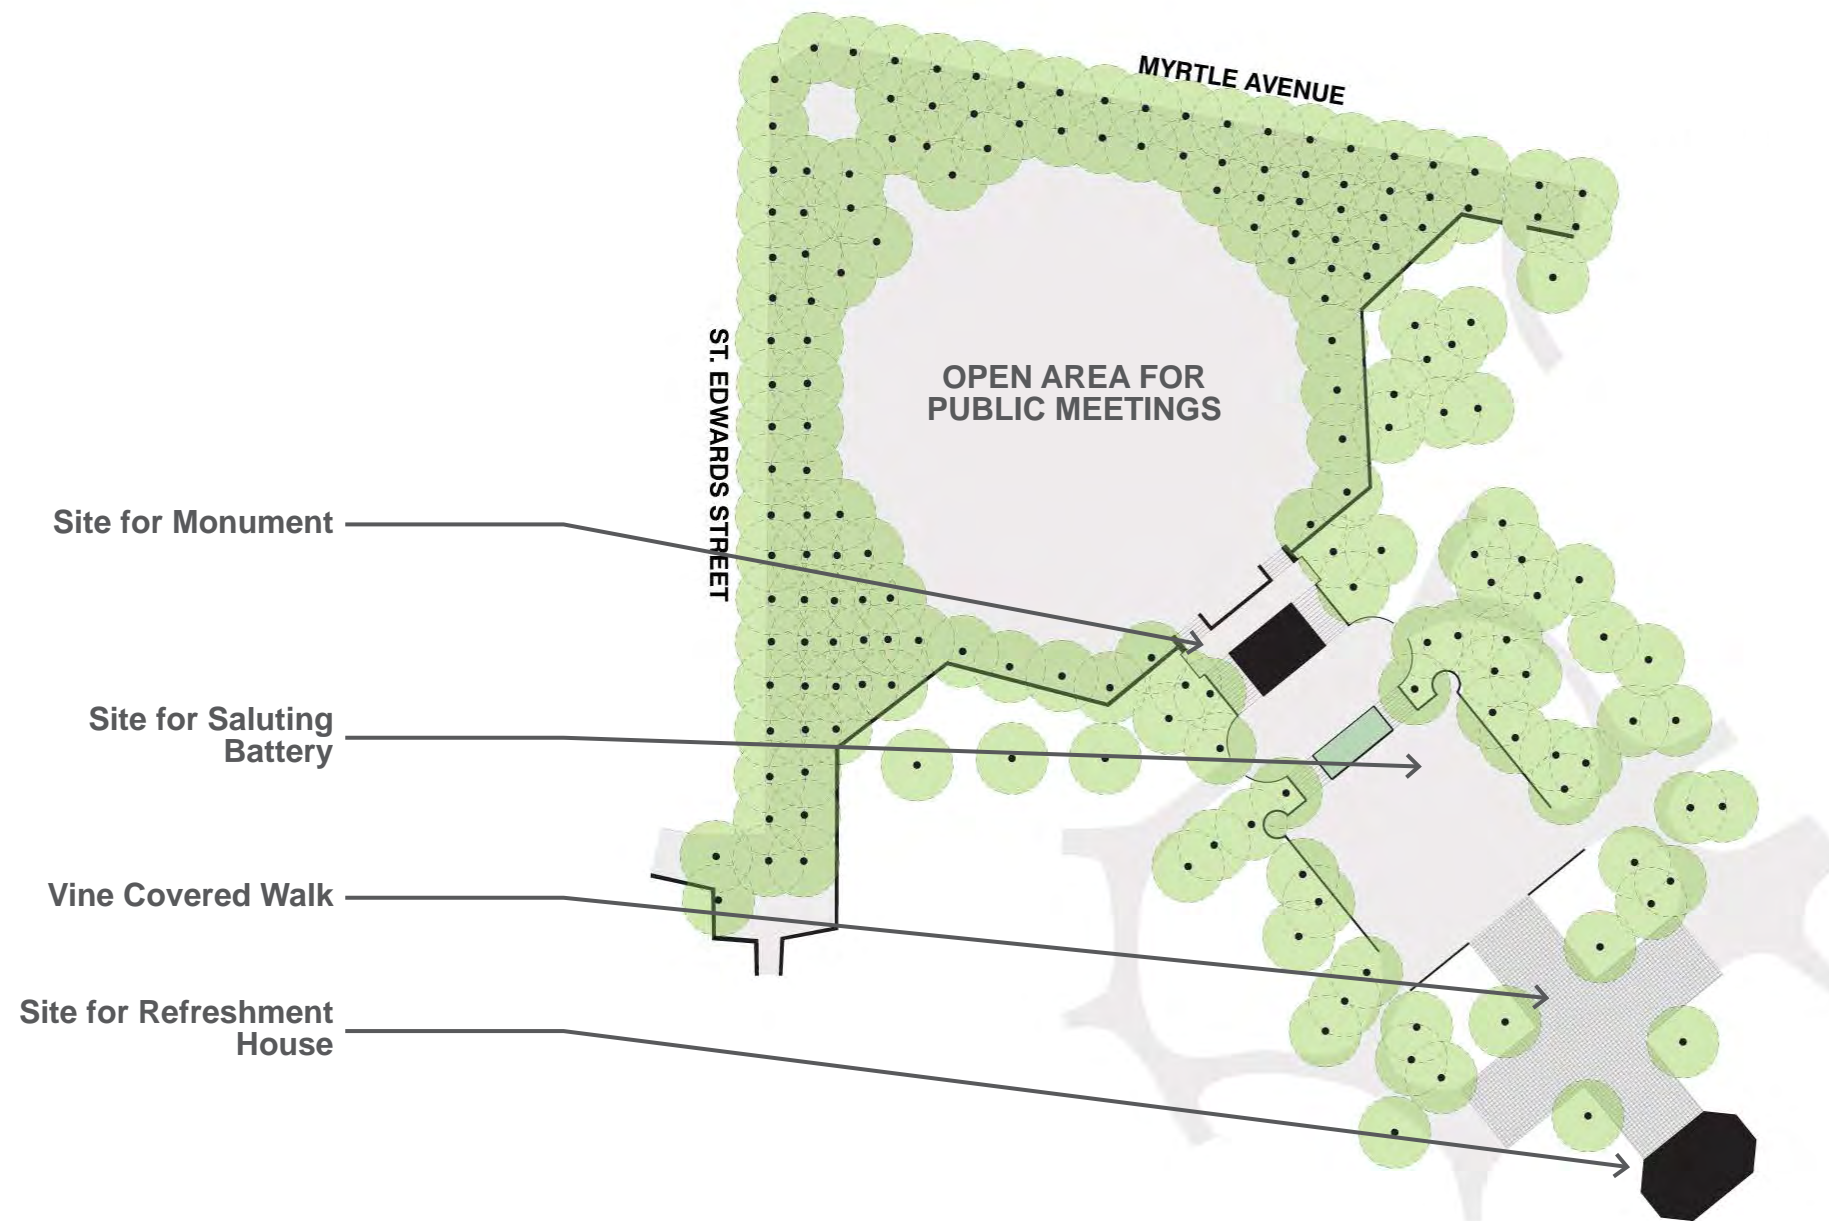 MYRTLE AVENUE
ST. EDWARDS STREET
OPEN AREA FOR
PUBLIC MEETINGS
Site for Monument
Site for Saluting
Battery
Vine Covered Walk
Site for Refreshment
House